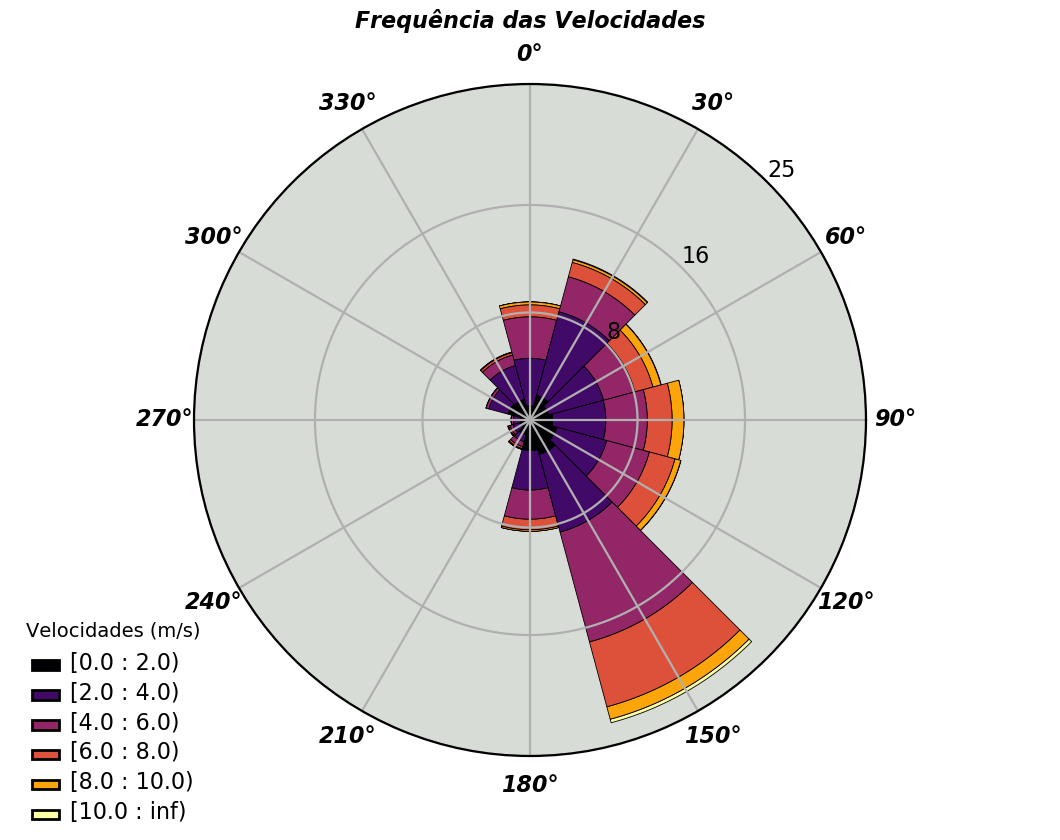 Frequência das Velocidades
0°
330°
30°
25
300°
60°
16
8
270°
90°
240°
120°
210°
150°
180°
Velocidades (m/s)
[0.0 : 2.0)
[2.0 : 4.0)
[4.0 : 6.0)
[6.0 : 8.0)
[8.0 : 10.0)
[10.0 : inf)